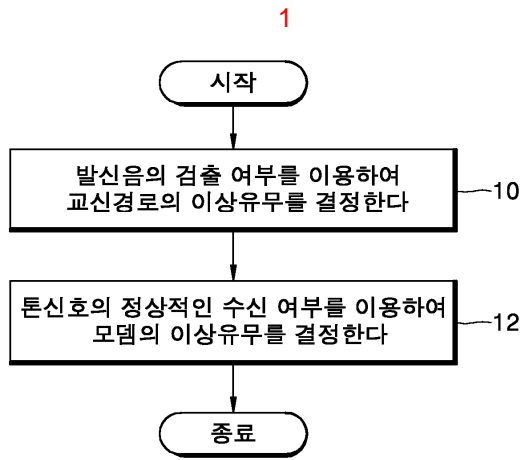 1
시작
발신음의 검출 여부를 이용하여
교신경로의 이상유무를 결정한다
10
톤신호의 정상적인 수신 여부를 이용하여
모뎀의 이상유무를 결정한다
12
종료